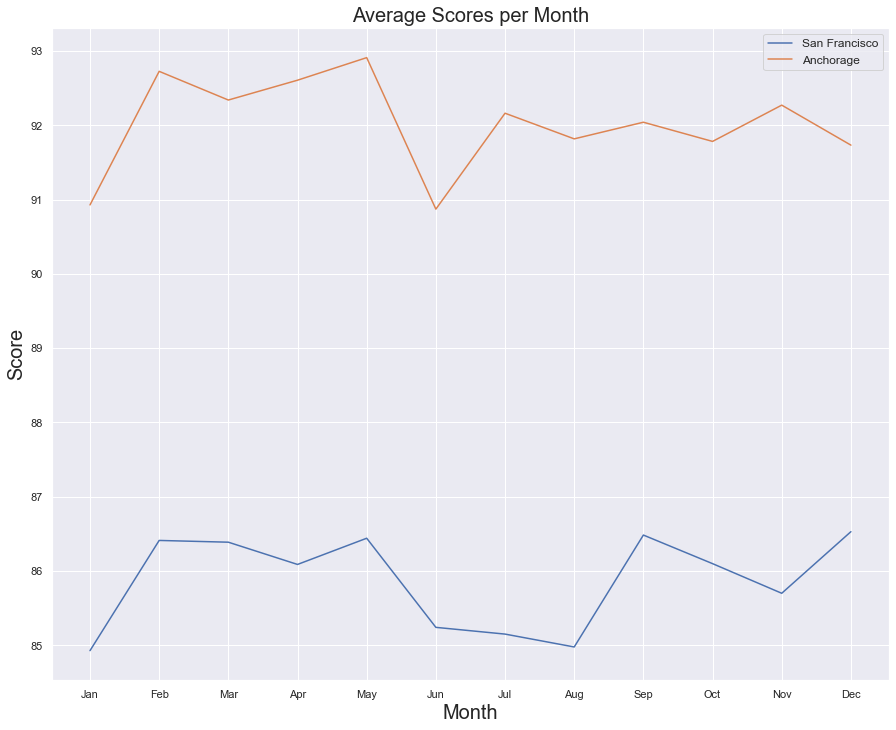 Average Scores per Month
San Francisco
Anchorage
93
92
91
90
89
88
87
86
85
Score
Jan Feb Mar Apr May Jun Jul Aug Sep Oct Nov Dec
Month